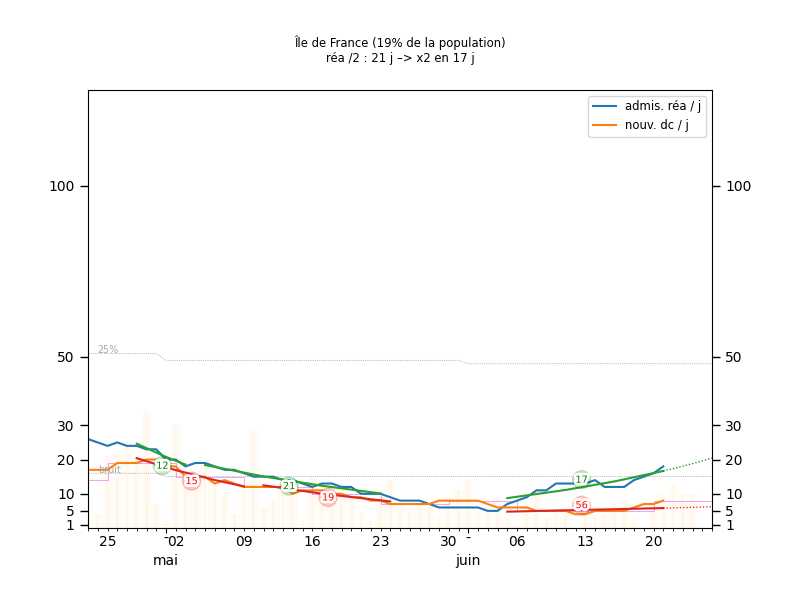 Île de France (19% de la population)
réa /2 : 21 j –> x2 en 17 j
admis. réa / j
nouv. dc / j
100 100
50 50
25%
30 30
20 20
bruit
12
15
21
19
17
56
10 10
5 5
1 1
25 02 09 16 23 30 06 13 20
mai juin